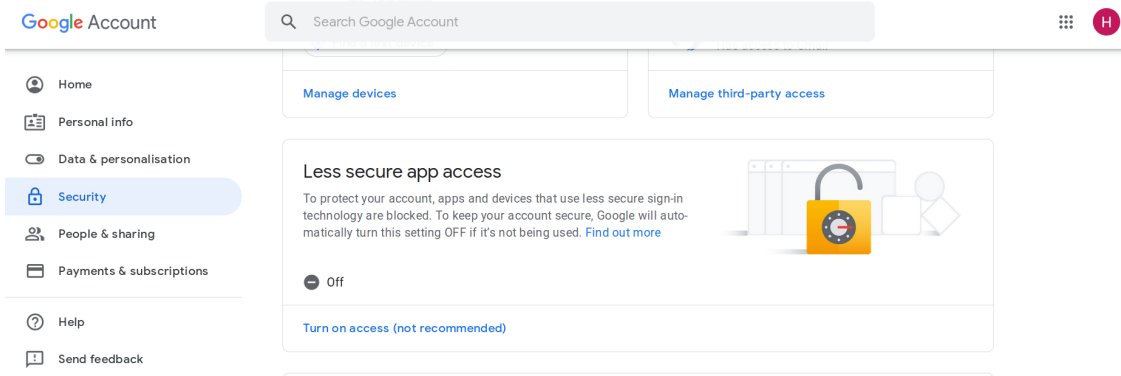 Google Account
Search Google Account
H
Home
Personal info
Data & personalisation
Security
People & sharing
Payments & subscriptions
Help
Send feedback
Manage devices
Manage third-party access
Less secure app access
To protect your account, apps and devices that use less secure sign-in
technology are blocked. To keep your account secure, Google will auto-
matically turn this setting OFF if it's not being used. Find out more
Off
Turn on access (not recommended)